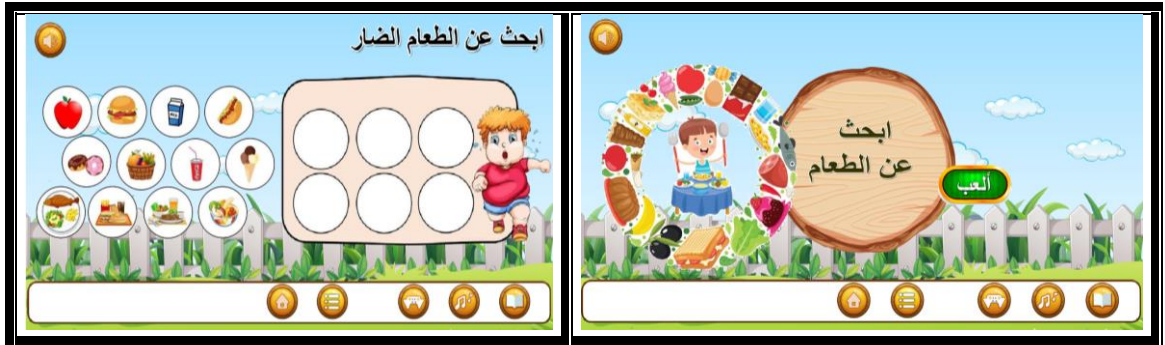 ابحث عن الطعام الضار
ابحث
عن الطعام
ألعب